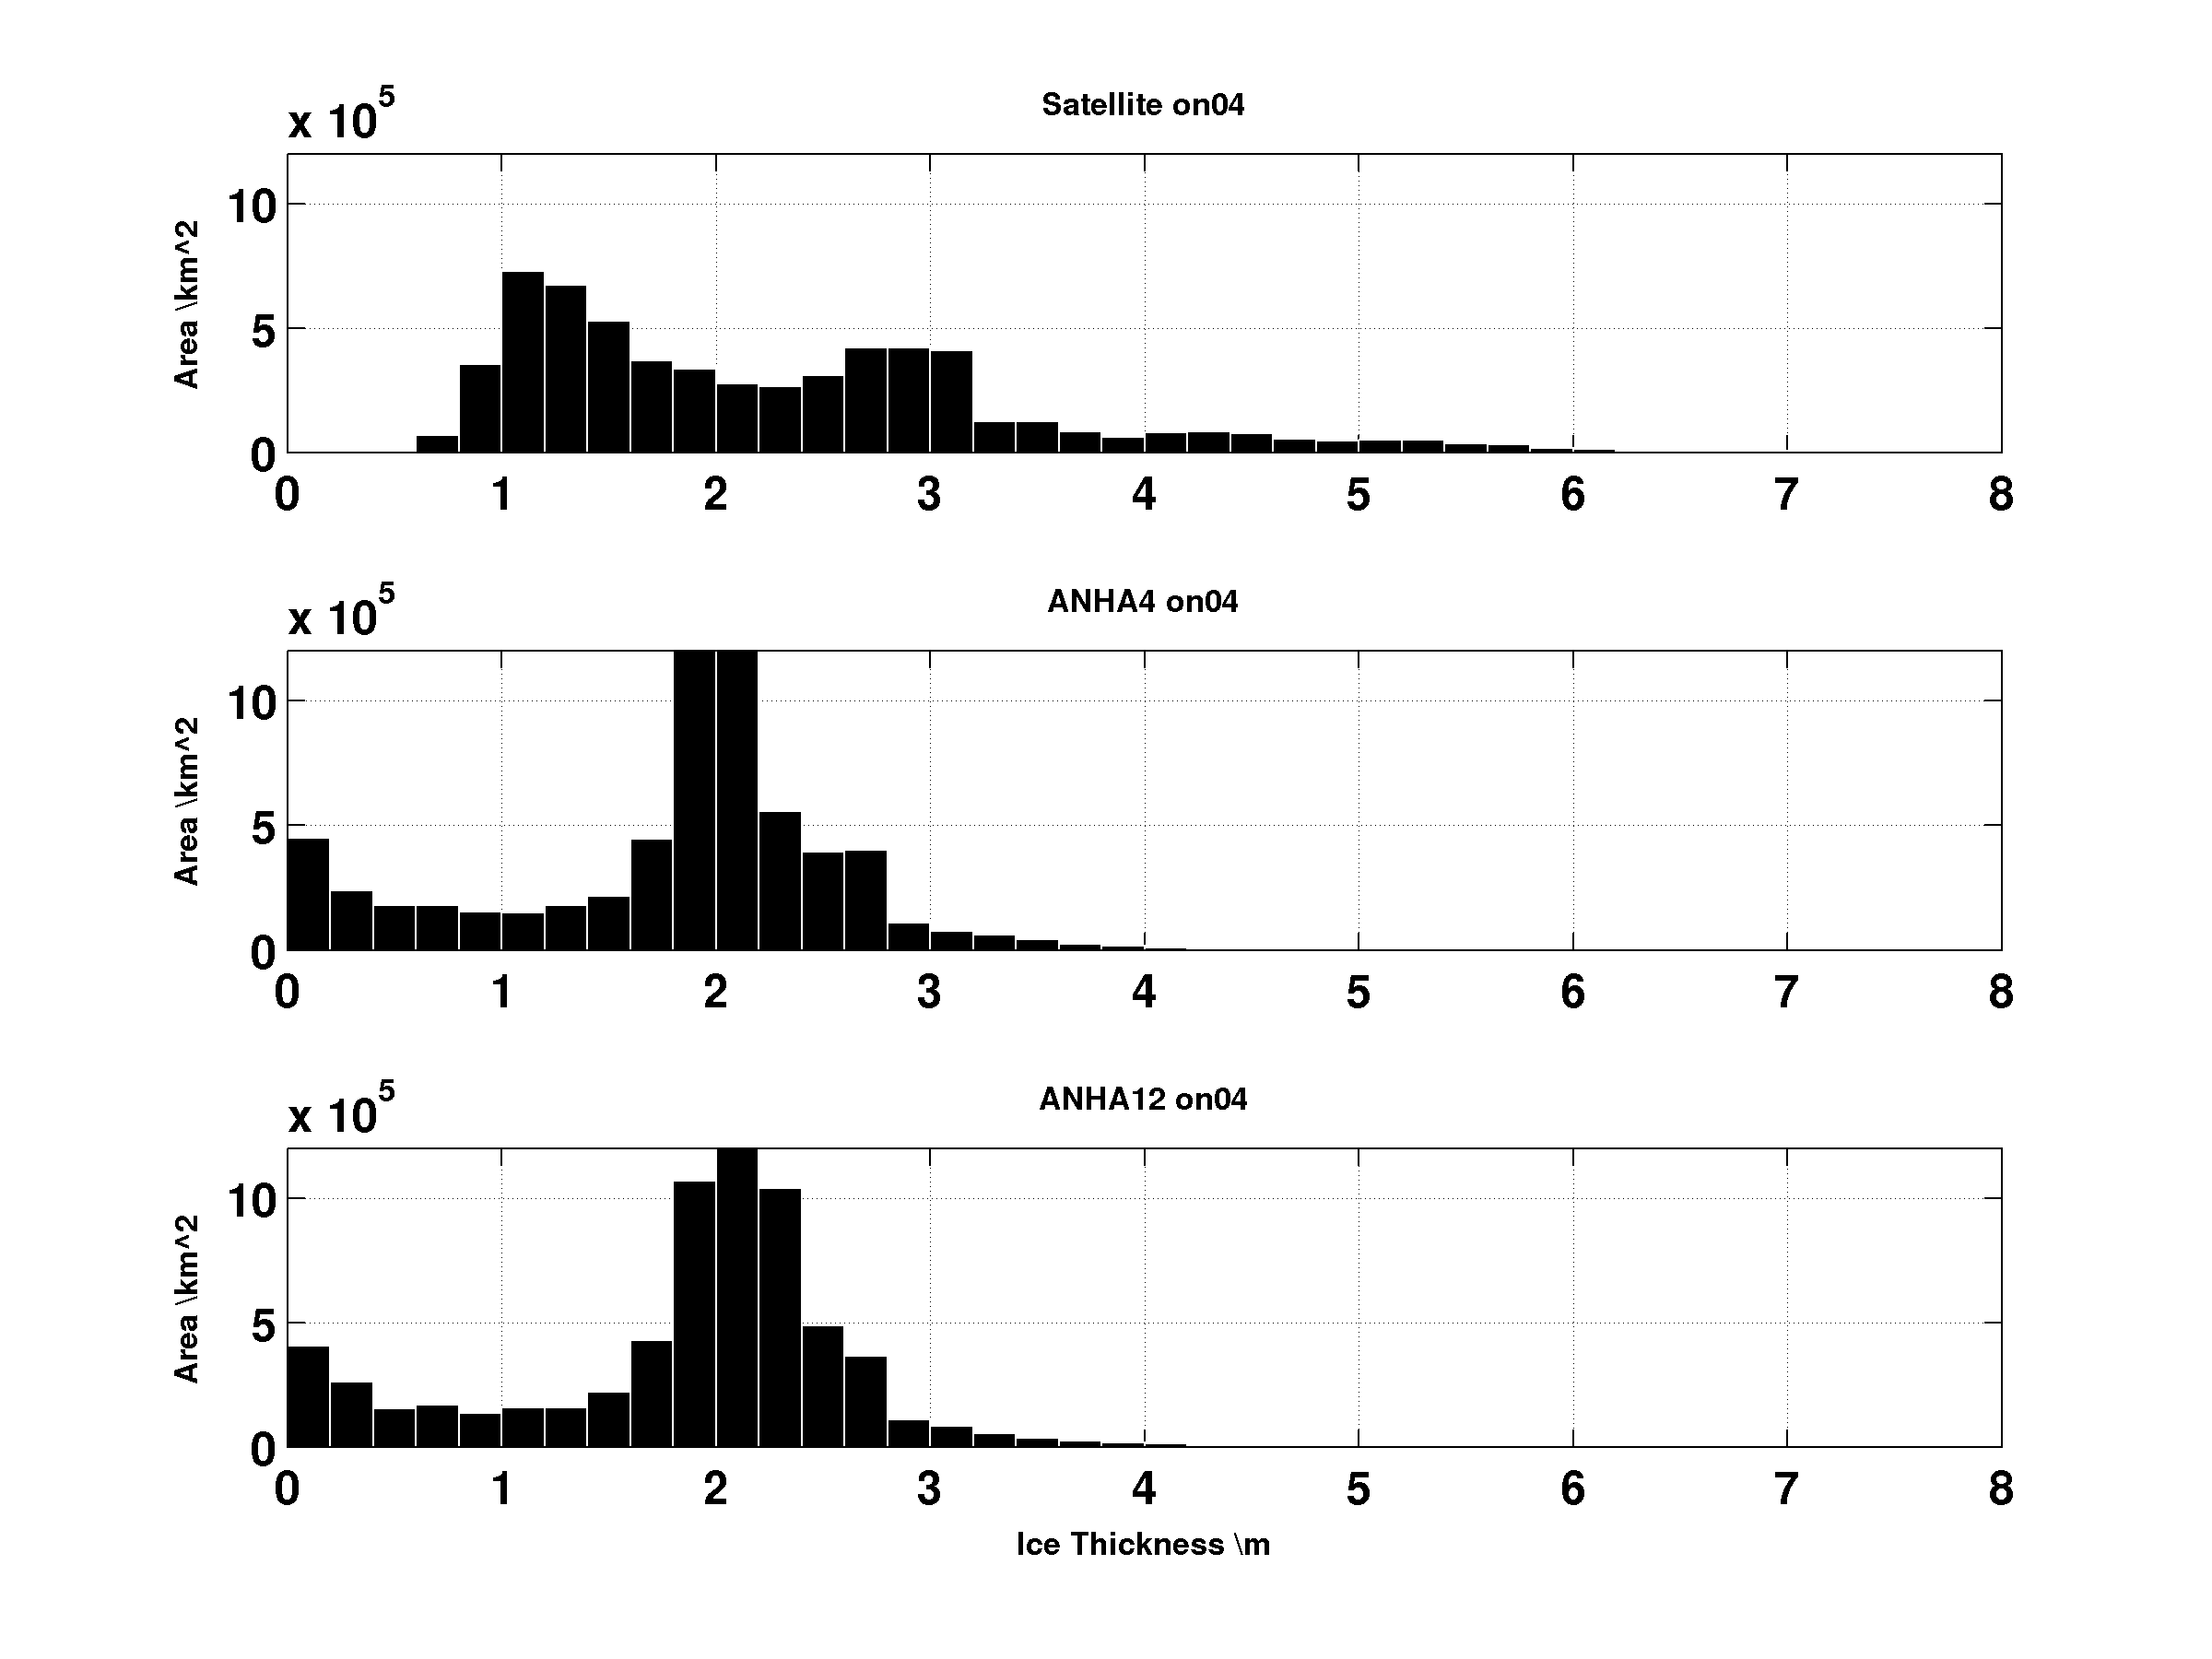 Satellite on04
x 10^5
Area \km^2
10
5
0
0 1 2 3 4 5 6 7 8
ANHA4 on04
x 10^5
Area \km^2
10
5
0
0 1 2 3 4 5 6 7 8
ANHA12 on04
x 10^5
Area \km^2
10
5
0
0 1 2 3 4 5 6 7 8
Ice Thickness \m